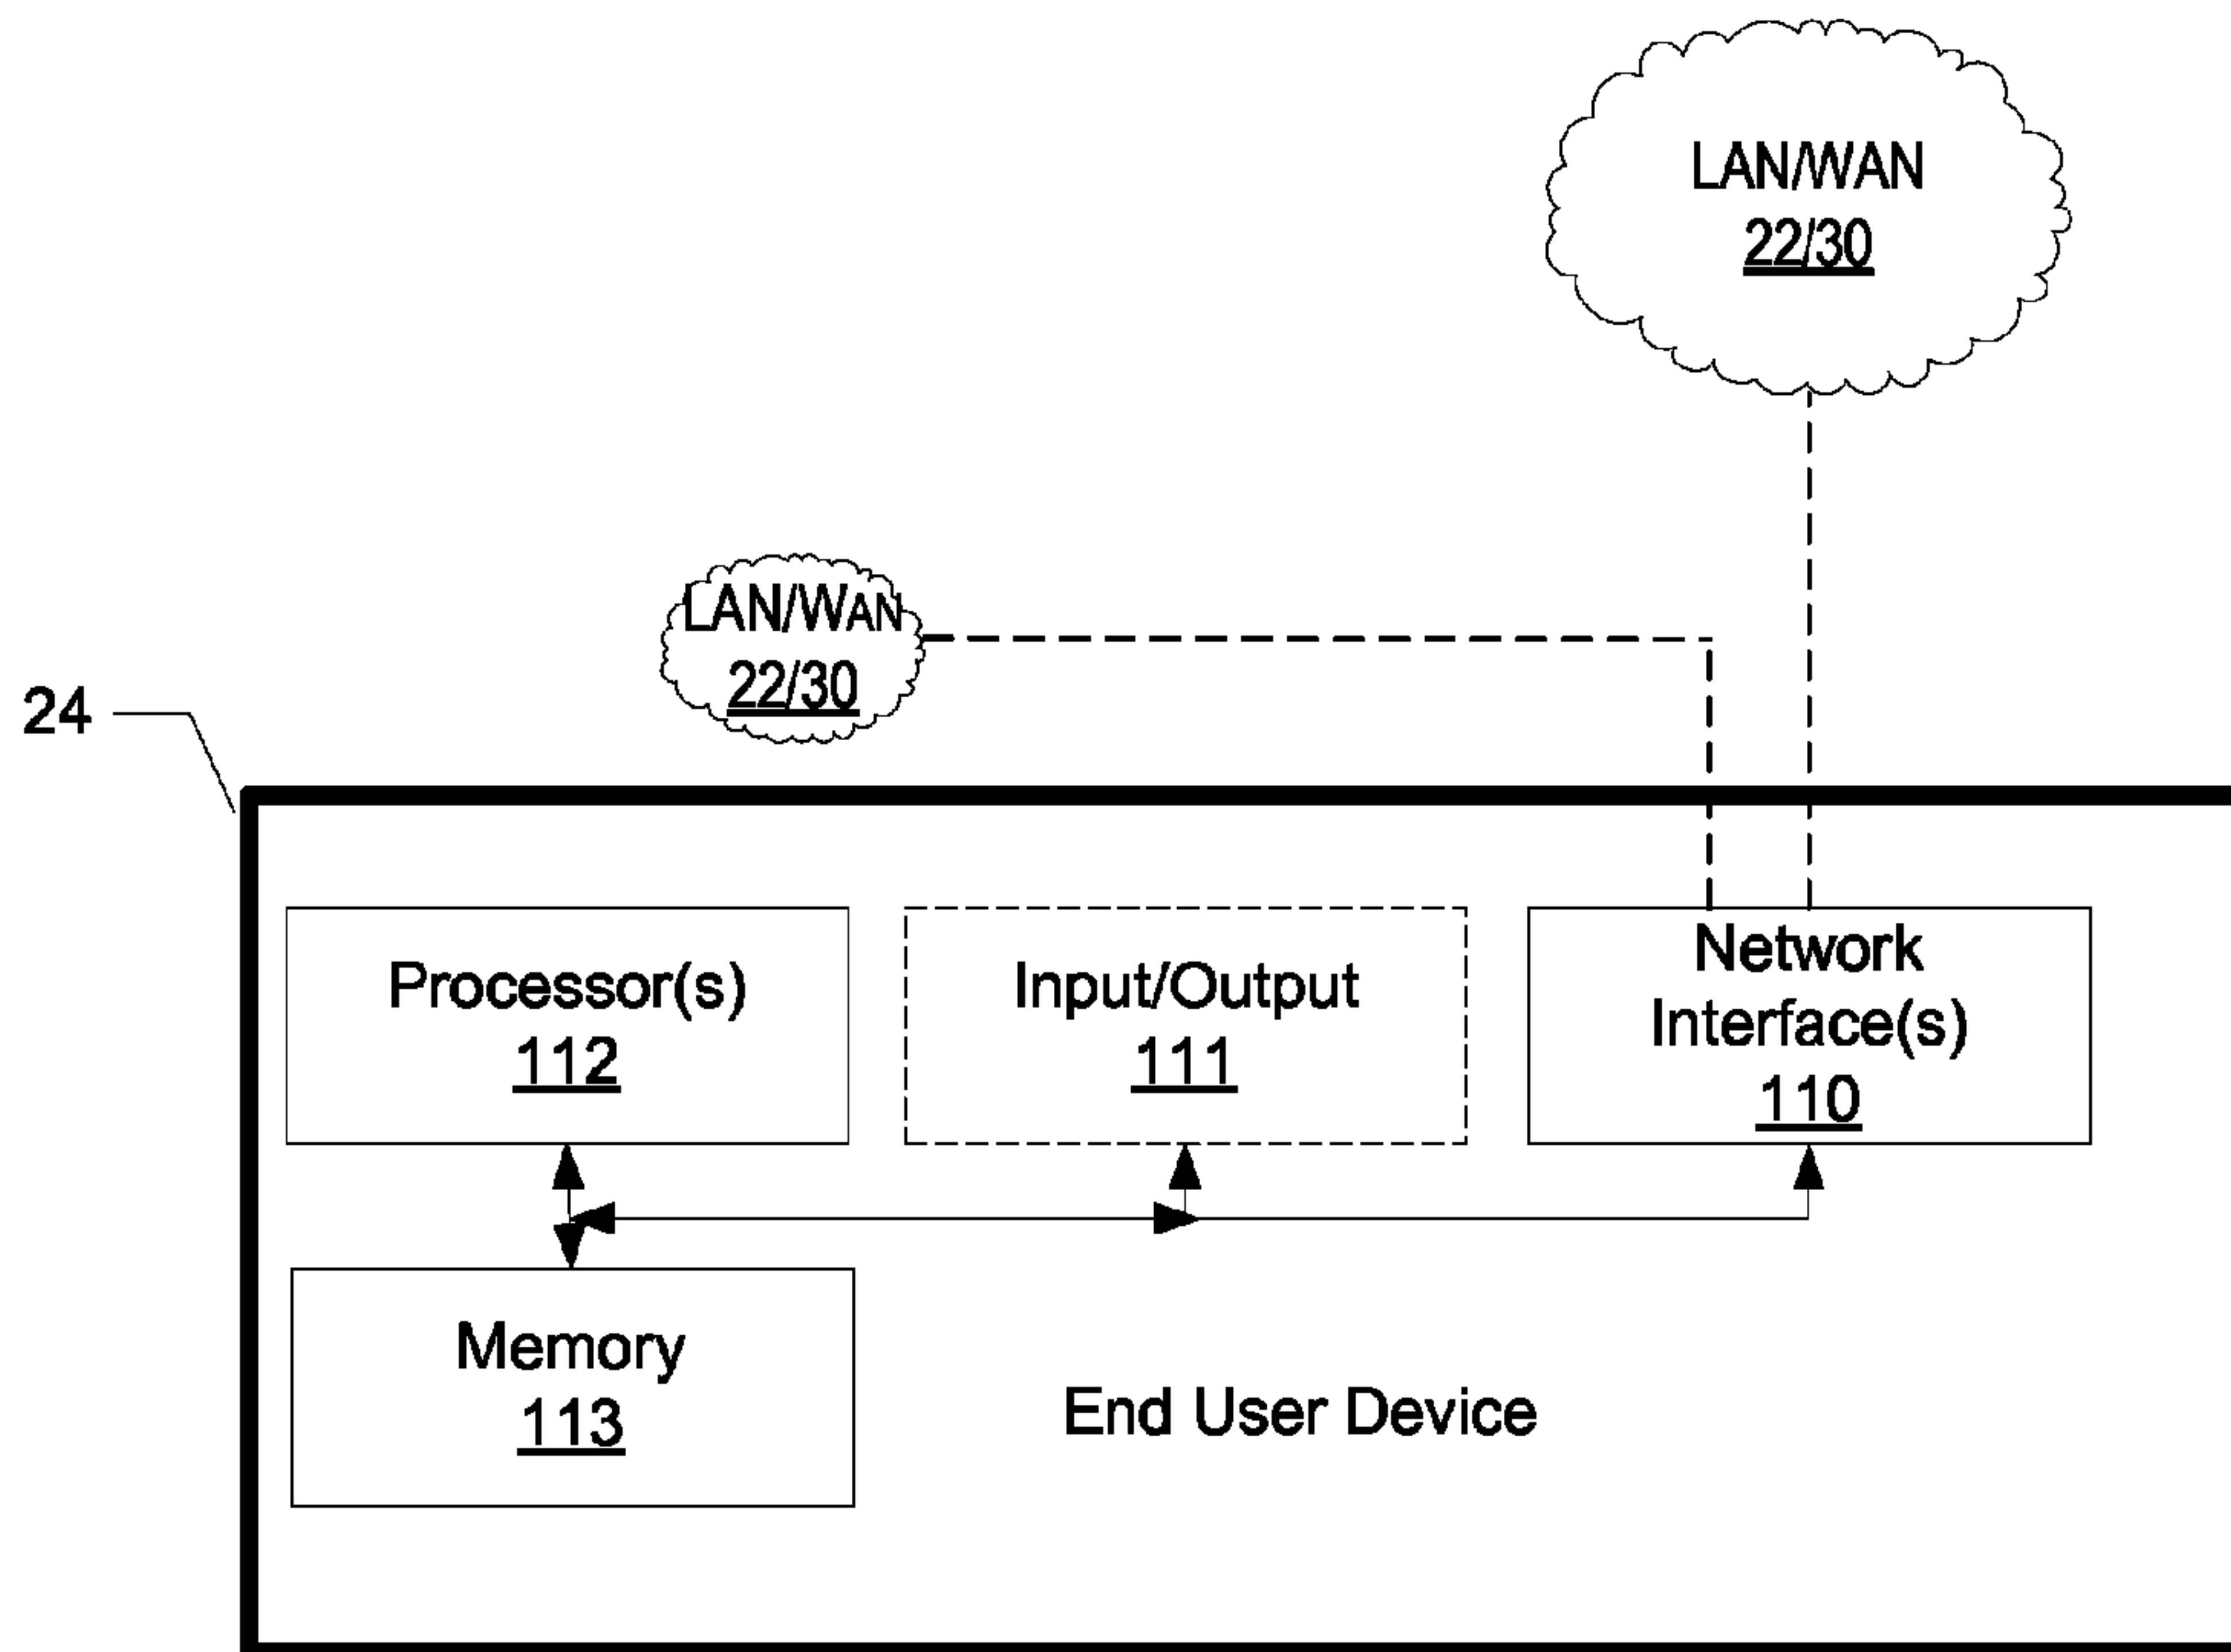 LAN/WAN
22/30
LAN/WAN
22/30
24
Processor(s)
112
Input/Output
111
Network
Interface(s)
110
Memory
113
End User Device